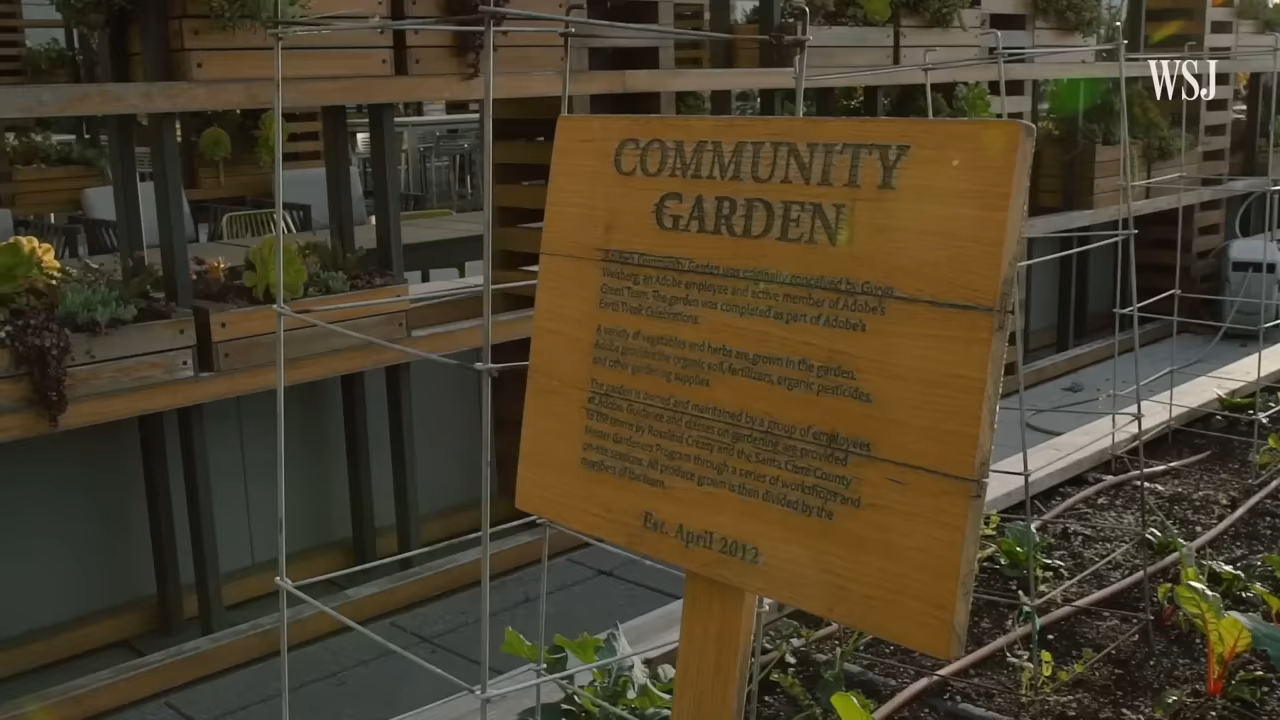 WSJ
COMMUNITY
GARDEN
Adobe's Community Garden was originally conceived by
Weisberg, an Adobe employee and active member of Adobe's
Green Team. The garden was completed as part of Adobe's
Earth Week Celebrations.
A variety of vegetables and herbs are grown in the garden.
Adobe provides the organic soil, fertilizers, organic pesticides,
and other gardening supplies.
The garden is owned and maintained by a group of employees
at Adobe. Guidance and classes on gardening are provided
to the teams by Rosalind Creasy and the Santa Clara County
Master Gardeners Program through a series of workshops and
on-site sessions. All produce grown is then divided by the
members of the team.
Est. April 2012